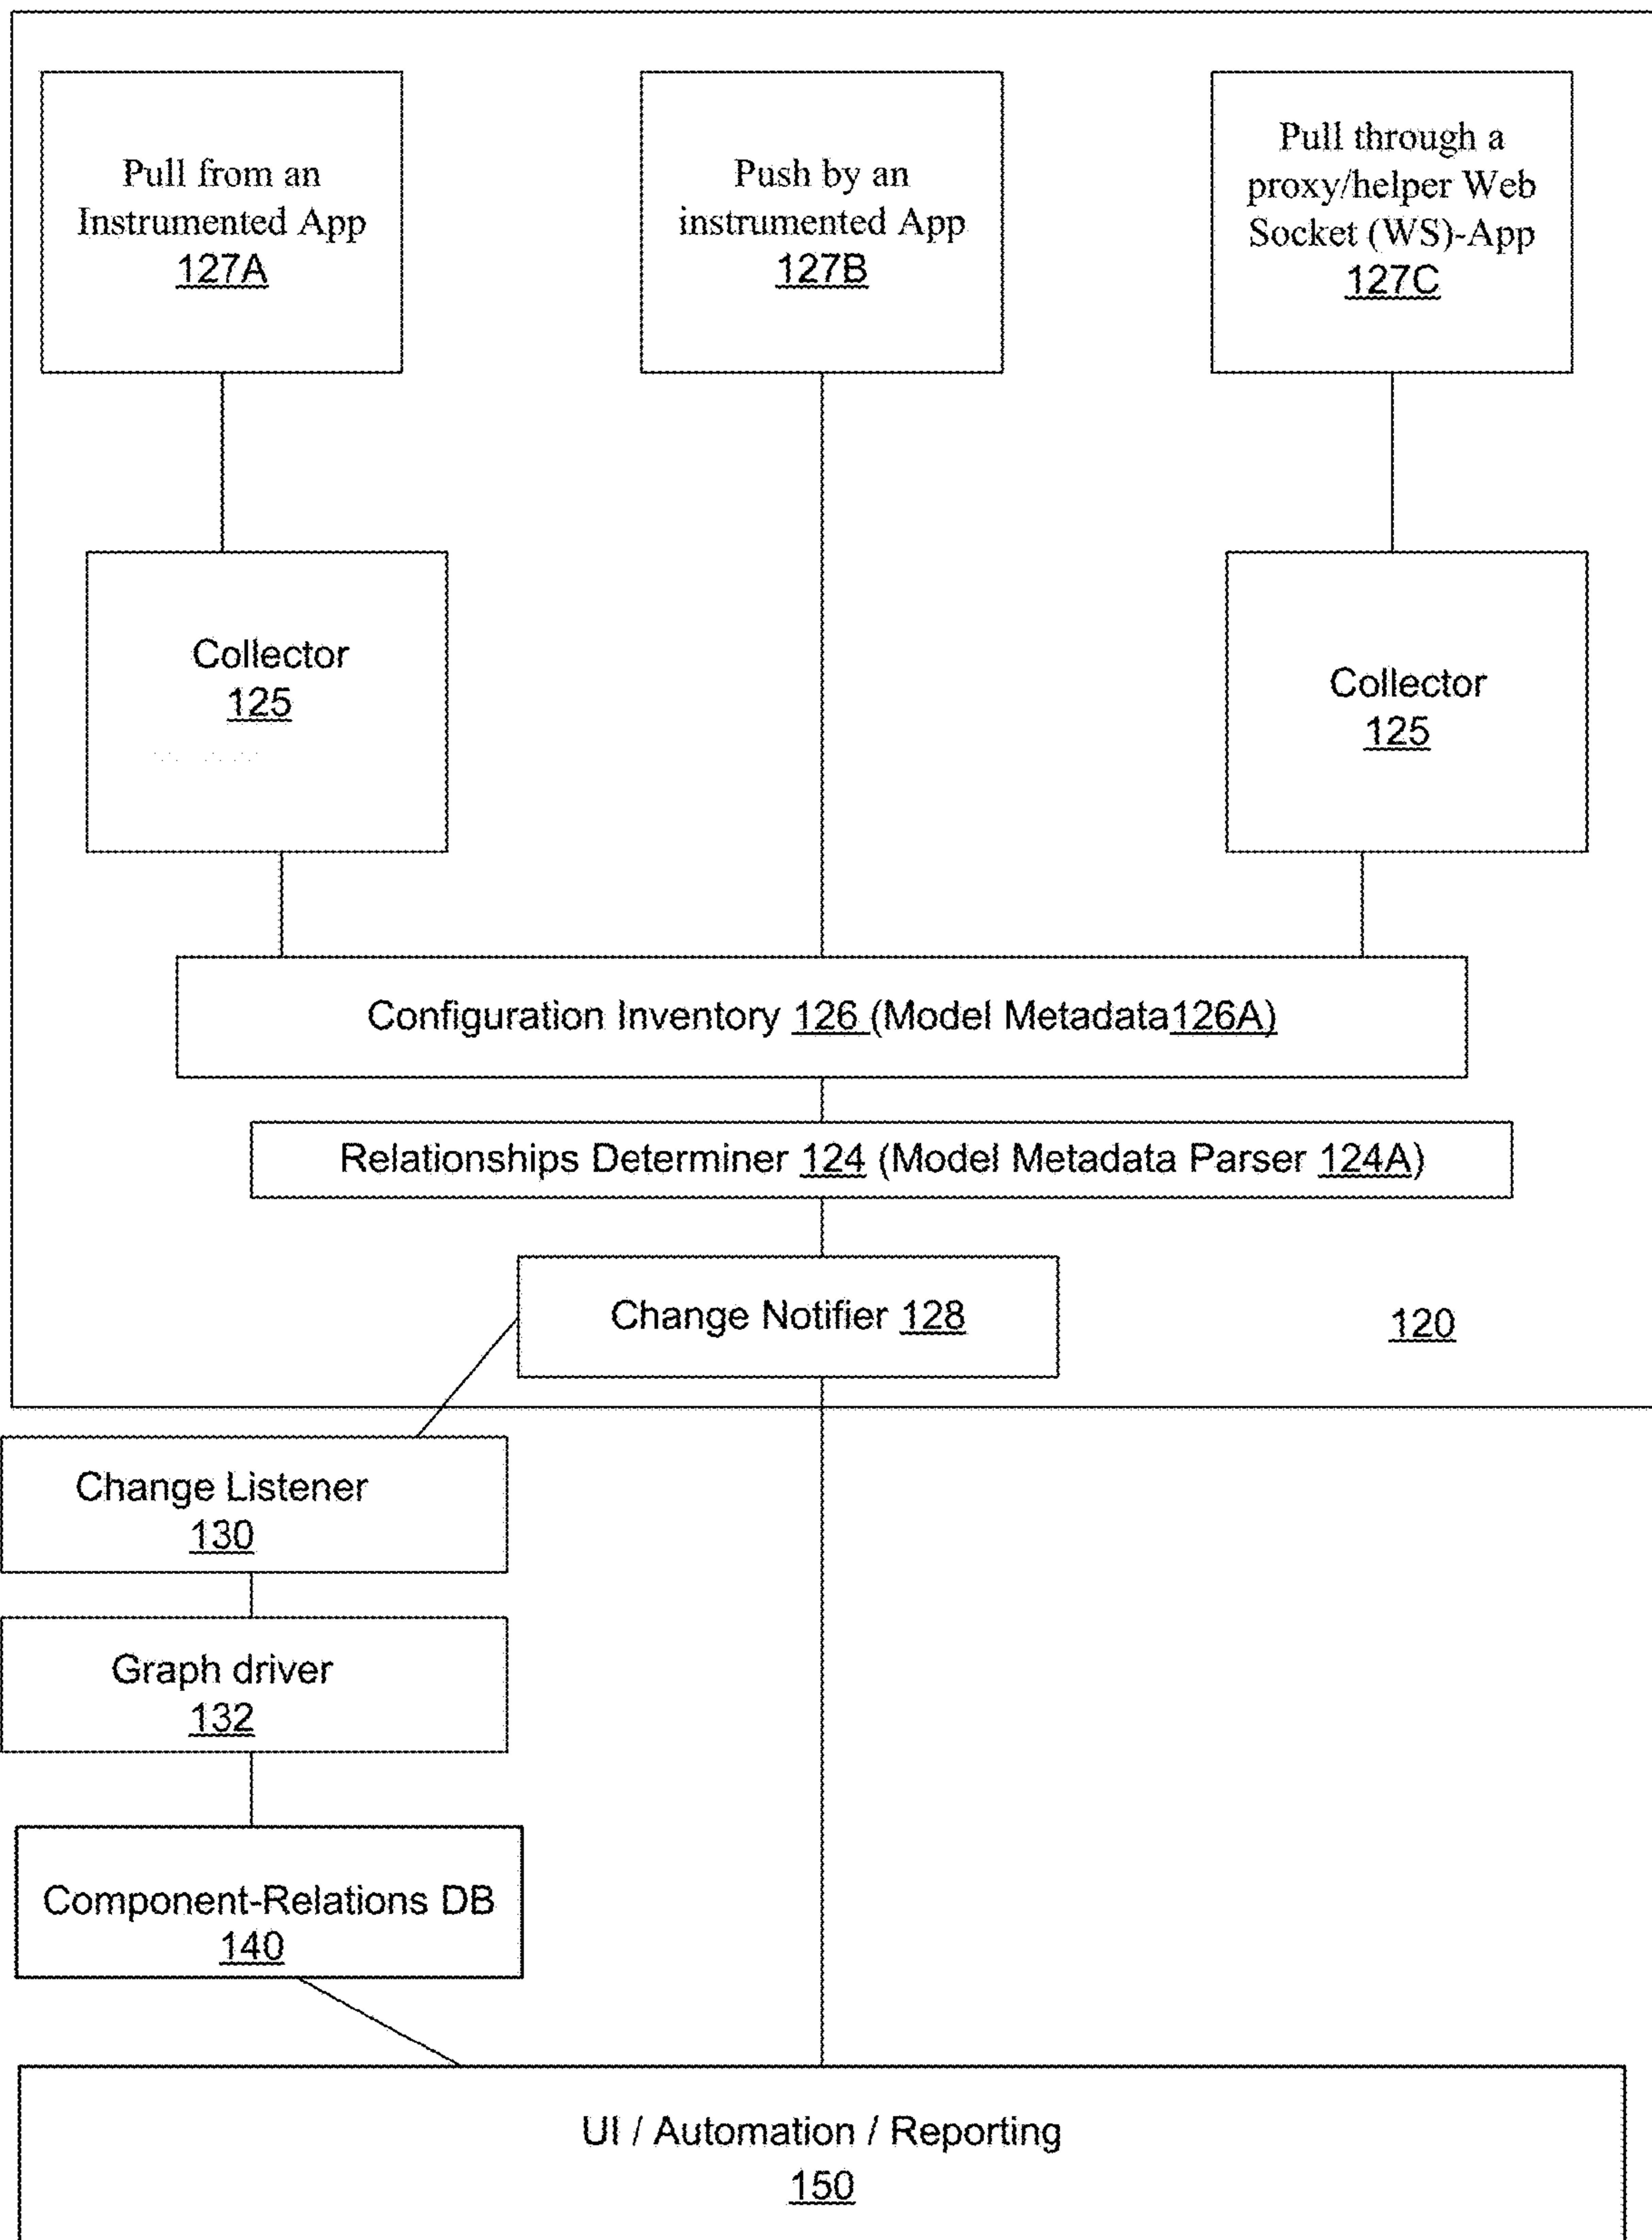 Pull from an
Instrumented App
127A
Push by an
instrumented App
127B
Pull through a
proxy/helper Web
Socket (WS)-App
127C
Collector
125
Collector
125
Configuration Inventory 126 (Model Metadata126A)
Relationships Determiner 124 (Model Metadata Parser 124A)
Change Notifier 128
120
Change Listener
130
Graph driver
132
Component-Relations DB
140
UI / Automation / Reporting
150